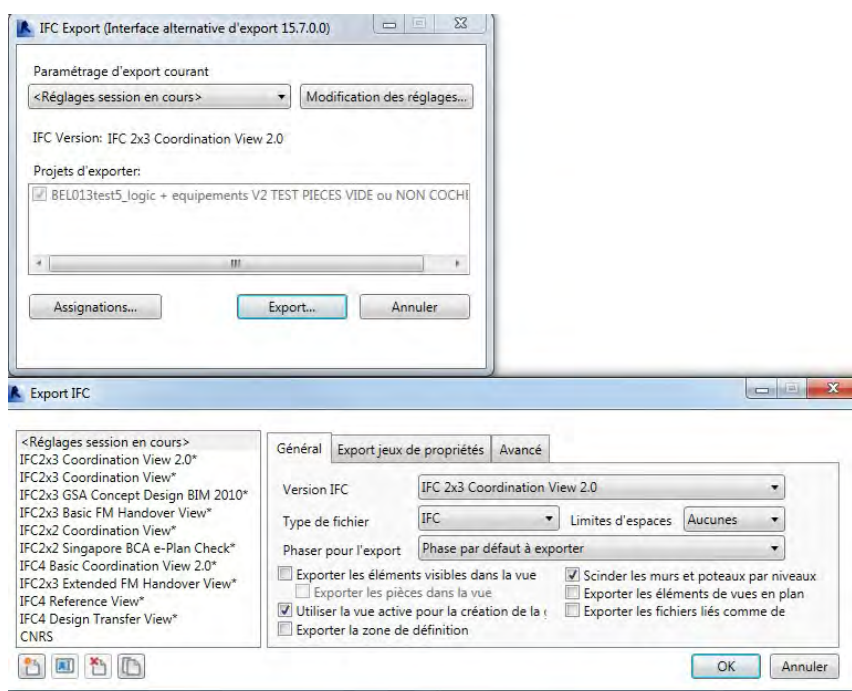 IFC Export (Interface alternative d'export 15.7.0.0)
Paramétrage d'export courant
<Réglages session en cours>
Modification des réglages...
IFC Version: IFC 2x3 Coordination View 2.0
Projets d'exporter:
BEL013test5_logic + equipements V2 TEST PIECES VIDE ou NON COCHE
Assignations...
Export...
Annuler
Export IFC
<Réglages session en cours>
IFC2x3 Coordination View 2.0*
IFC2x3 Coordination View*
IFC2x3 GSA Concept Design BIM 2010*
IFC2x3 Basic FM Handover View*
IFC2x2 Coordination View*
IFC2x2 Singapore BCA e-Plan Check*
IFC4 Basic Coordination View 2.0*
IFC2x3 Extended FM Handover View*
IFC4 Reference View*
IFC4 Design Transfer View*
CNRS
Général
Export jeux de propriétés
Avancé
Version IFC
IFC 2x3 Coordination View 2.0
Type de fichier
IFC
Limites d'espaces
Aucunes
Phaser pour l'export
Phase par défaut à exporter
Exporter les éléments visibles dans la vue
Exporter les pièces dans la vue
Utiliser la vue active pour la création de la
Exporter la zone de définition
Scinder les murs et poteaux par niveaux
Exporter les éléments de vues en plan
Exporter les fichiers liés comme de
OK
Annuler